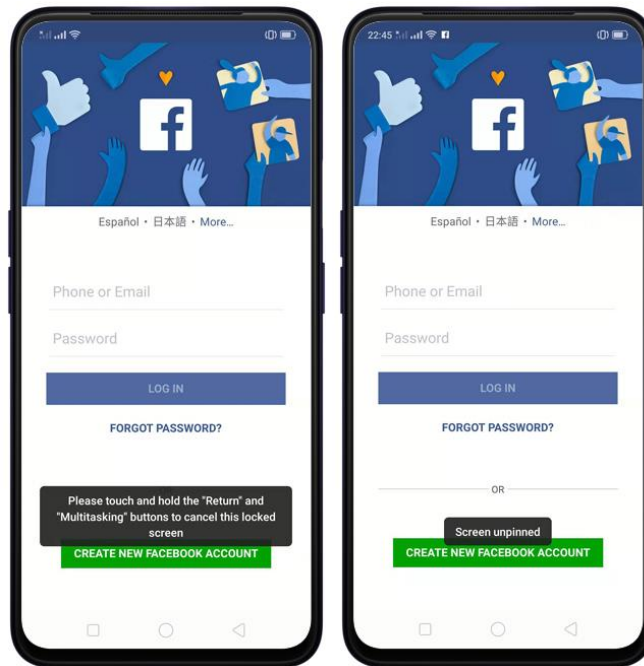 Español • 日本語 • More...
Phone or Email
Password
LOG IN
FORGOT PASSWORD?
Please touch and hold the "Return" and
"Multitasking" buttons to cancel this locked
screen
CREATE NEW FACEBOOK ACCOUNT
22:45
Español • 日本語 • More...
Phone or Email
Password
LOG IN
FORGOT PASSWORD?
OR
Screen unpinned
CREATE NEW FACEBOOK ACCOUNT